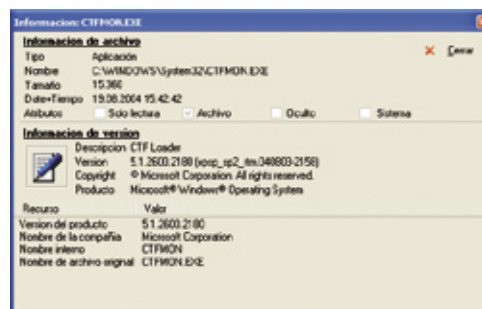 Informacion: CTFMON.EXE
Informacion de archivo
Tipo Aplicación
Nombre C:\WINDOWS\System32\CTFMON.EXE
Tamaño 15.360
Date+Tiempo 19.08.2004 15:42:42
Atributos Solo lectura Archivo Oculto Sistema
Cerrar
Informacion de version
Descripcion CTF Loader
Version 5.1.2600.2180 (xpsp_sp2_rtm.040803-2158)
Copyright © Microsoft Corporation. All rights reserved.
Producto Microsoft® Windows® Operating System
Recurso Valor
Version del producto 5.1.2600.2180
Nombre de la compañia Microsoft Corporation
Nombre interno CTFMON
Nombre de archivo original CTFMON.EXE